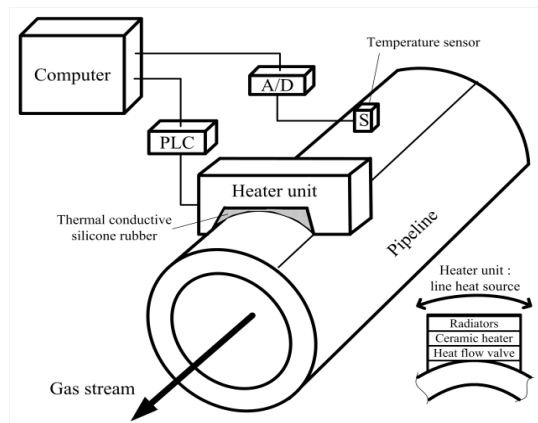 Temperature sensor
Computer
A/D
S
PLC
Heater unit
Thermal conductive
silicone rubber
Pipeline
Heater unit :
line heat source
Radiators
Ceramic heater
Heat flow valve
Gas stream